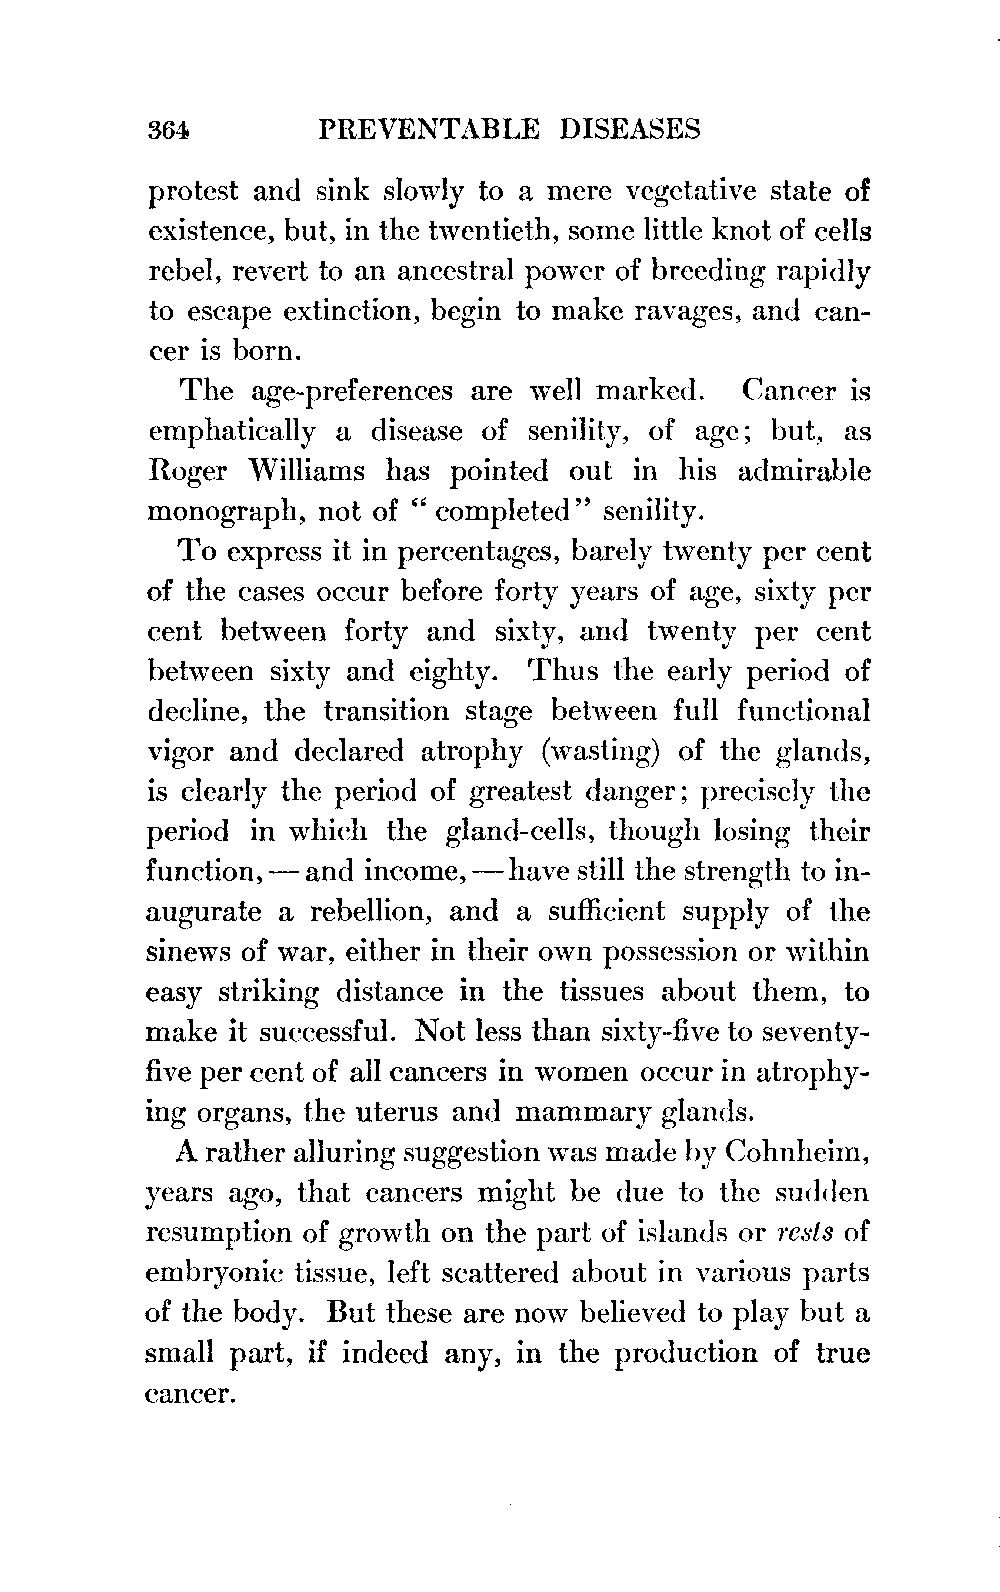 364 PREVENTABLE DISEASES
protest and sink slowly to a mere vegetative state of
existence, but, in the twentieth, some little knot of cells
rebel, revert to an ancestral power of breeding rapidly
to escape extinction, begin to make ravages, and can-
cer is born.
The age-preferences are well marked. Cancer is
emphatically a disease of senility, of age; but, as
Roger Williams has pointed out in his admirable
monograph, not of “completed” senility.
To express it in percentages, barely twenty per cent
of the cases occur before forty years of age, sixty per
cent between forty and sixty, and twenty per cent
between sixty and eighty. Thus the early period of
decline, the transition stage between full functional
vigor and declared atrophy (wasting) of the glands,
is clearly the period of greatest danger; precisely the
period in which the gland-cells, though losing their
function, — and income, — have still the strength to in-
augurate a rebellion, and a sufficient supply of the
sinews of war, either in their own possession or within
easy striking distance in the tissues about them, to
make it successful. Not less than sixty-five to seventy-
five per cent of all cancers in women occur in atrophy-
ing organs, the uterus and mammary glands.
A rather alluring suggestion was made by Cohnheim,
years ago, that cancers might be due to the sudden
resumption of growth on the part of islands or rests of
embryonic tissue, left scattered about in various parts
of the body. But these are now believed to play but a
small part, if indeed any, in the production of true
cancer.